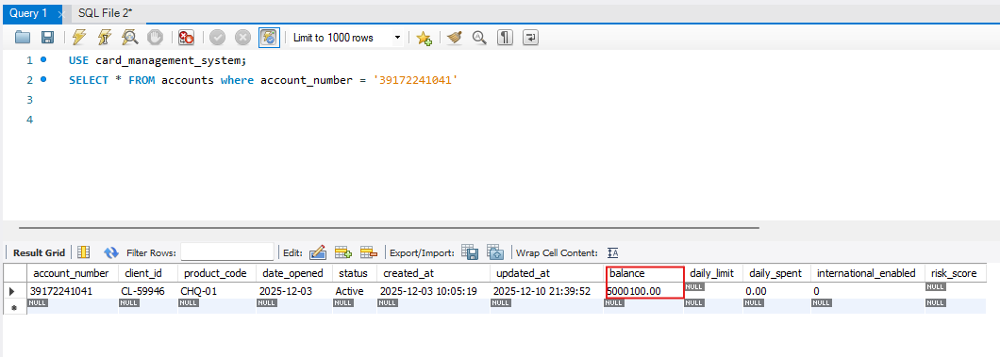 Query 1 SQL File 2*
Limit to 1000 rows
1 USE card_management_system;
2 SELECT * FROM accounts where account_number = '39172241041'
3
4
Result Grid Filter Rows: Edit: Export/Import: Wrap Cell Content:
account_number client_id product_code date_opened status created_at updated_at balance daily_limit daily_spent international_enabled risk_score
39172241041 CL-59946 CHQ-01 2025-12-03 Active 2025-12-03 10:05:19 2025-12-10 21:39:52 5000100.00 NULL 0.00 0 NULL
NULL NULL NULL NULL NULL NULL NULL NULL NULL NULL NULL NULL